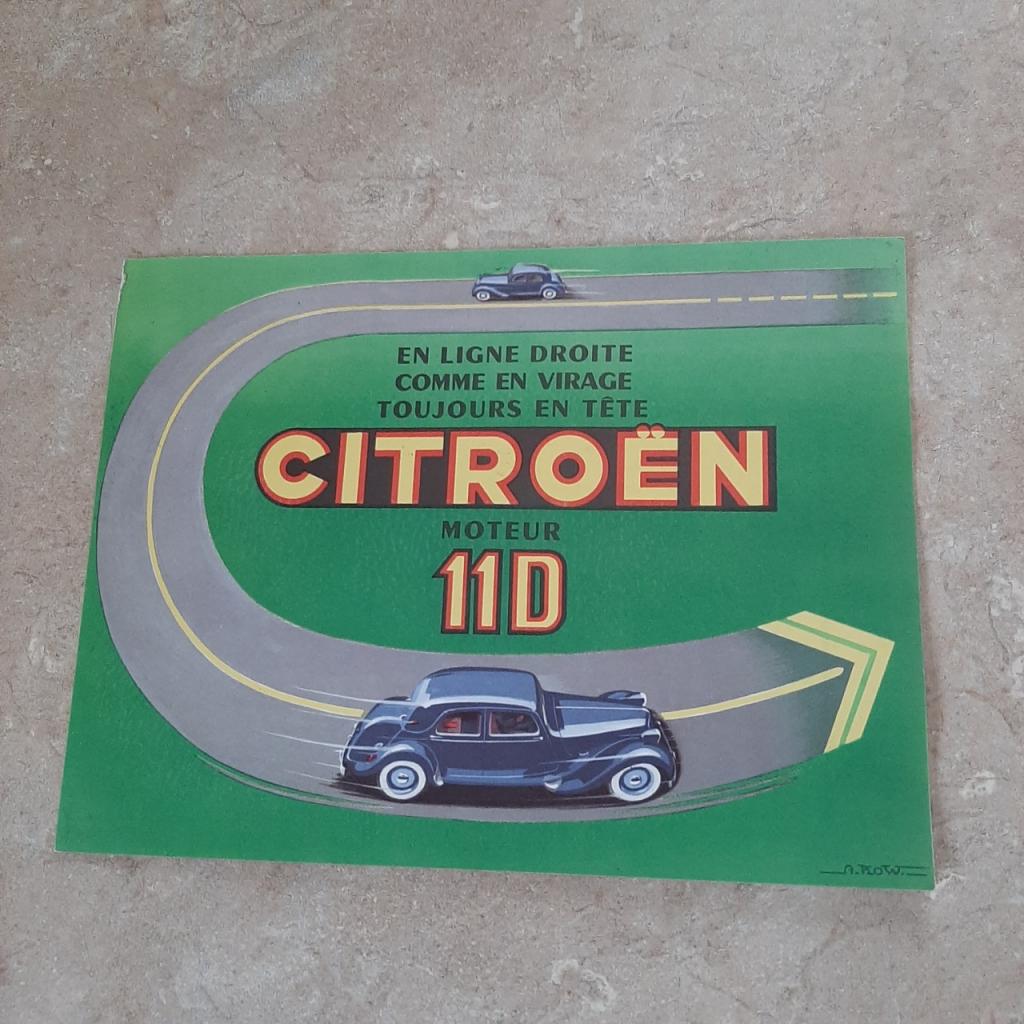 EN LIGNE DROITE
COMME EN VIRAGE
TOUJOURS EN TÊTE
CITROËN
MOTEUR
11D